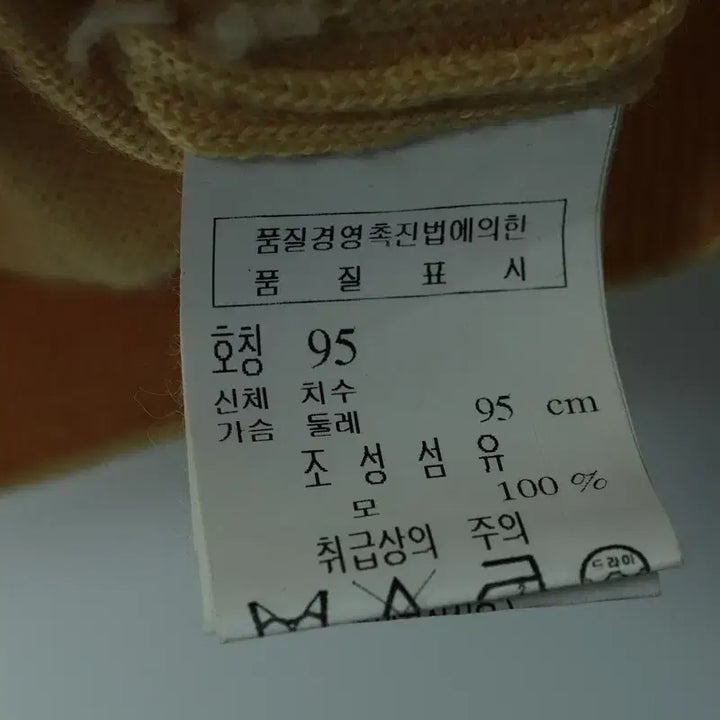 품질경영촉진법에의한
품 질 표 시
호칭 95
신체 치수
가슴 둘레 95 cm
조성섬유
모 100 %
취급상의 주의
드라이